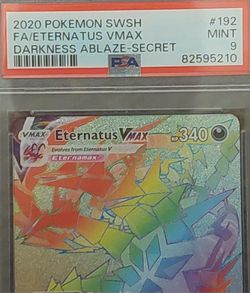 2020 POKEMON SWSH #192
FA/ETERNATUS VMAX MINT
DARKNESS ABLAZE-SECRET 9
PSA 82595210
VMAX Eternatus VMAX HP 340
Evolves from Eternatus V
Eternamax